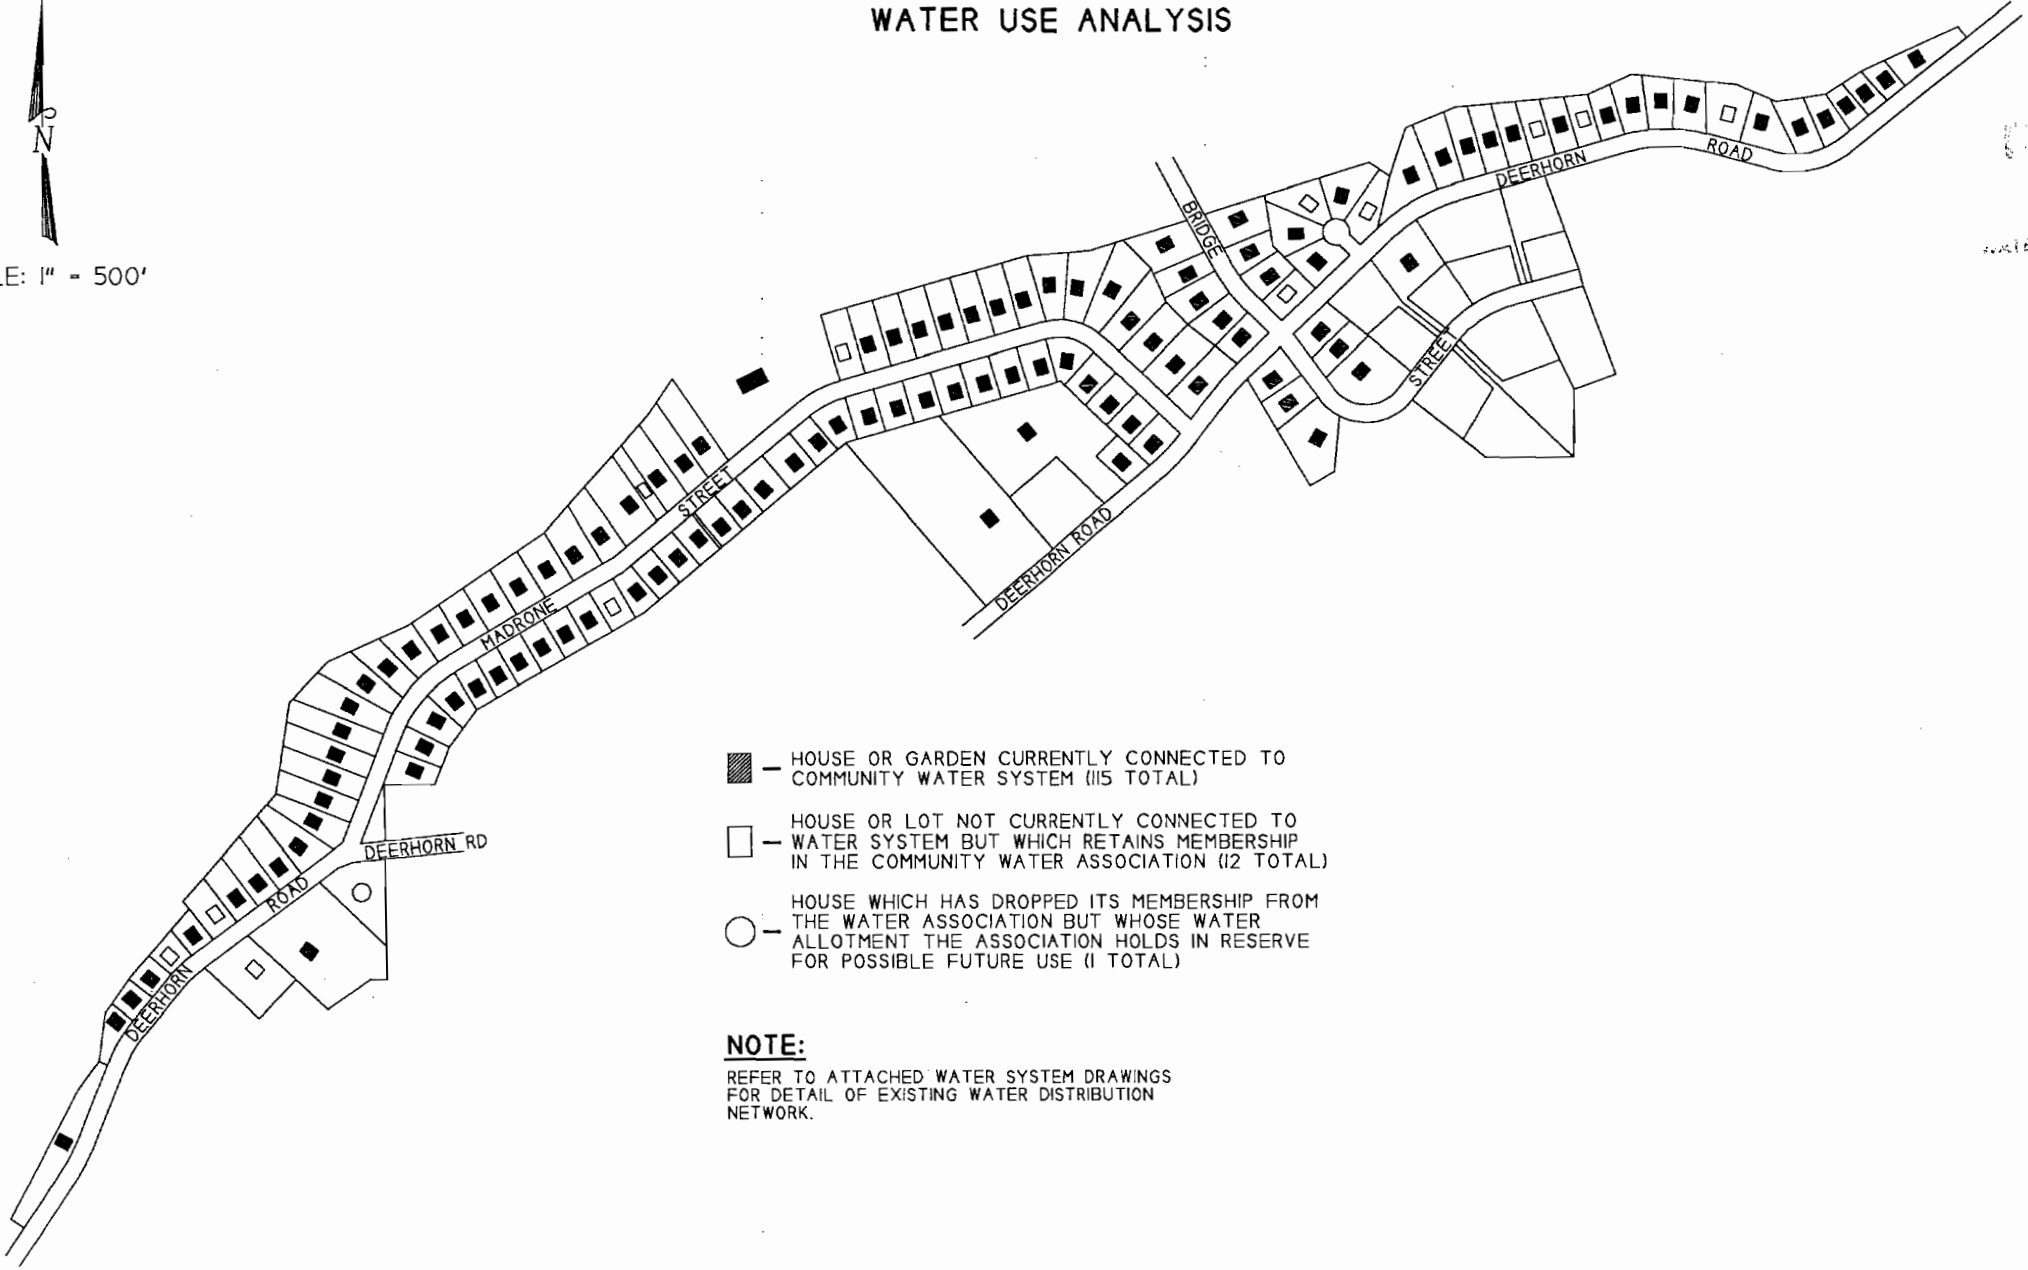 WATER USE ANALYSIS
N
LE: 1" = 500'
BRIDGE
DEERHORN
ROAD
STREET
STREET
DEERHORN ROAD
MADRONE
DEERHORN RD
ROAD
DEERHORN
HOUSE OR GARDEN CURRENTLY CONNECTED TO
COMMUNITY WATER SYSTEM (115 TOTAL)
HOUSE OR LOT NOT CURRENTLY CONNECTED TO
WATER SYSTEM BUT WHICH RETAINS MEMBERSHIP
IN THE COMMUNITY WATER ASSOCIATION (12 TOTAL)
HOUSE WHICH HAS DROPPED ITS MEMBERSHIP FROM
THE WATER ASSOCIATION BUT WHOSE WATER
ALLOTMENT THE ASSOCIATION HOLDS IN RESERVE
FOR POSSIBLE FUTURE USE (1 TOTAL)
NOTE:
REFER TO ATTACHED WATER SYSTEM DRAWINGS
FOR DETAIL OF EXISTING WATER DISTRIBUTION
NETWORK.